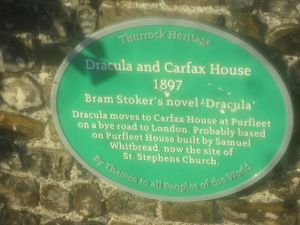 Thurrock Heritage
Dracula and Carfax House
1897
Bram Stoker's novel 'Dracula'
Dracula moves to Carfax House at Purfleet
on a bye road to London. Probably based
on Purfleet House built by Samuel
Whitbread, now the site of
St. Stephens Church.
By Thames to all Peoples of the World